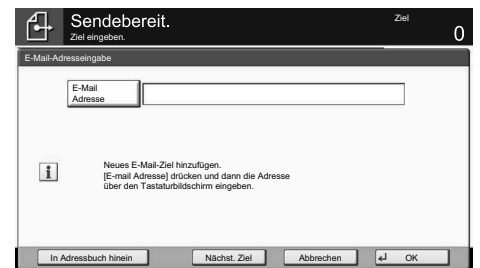 Sendebereit.
Ziel
Ziel eingeben.
0
E-Mail-Adresseingabe
E-Mail
Adresse
Neues E-Mail-Ziel hinzufügen.
[E-mail Adresse] drücken und dann die Adresse
über den Tastaturbildschirm eingeben.
In Adressbuch hinein
Nächst. Ziel
Abbrechen
OK